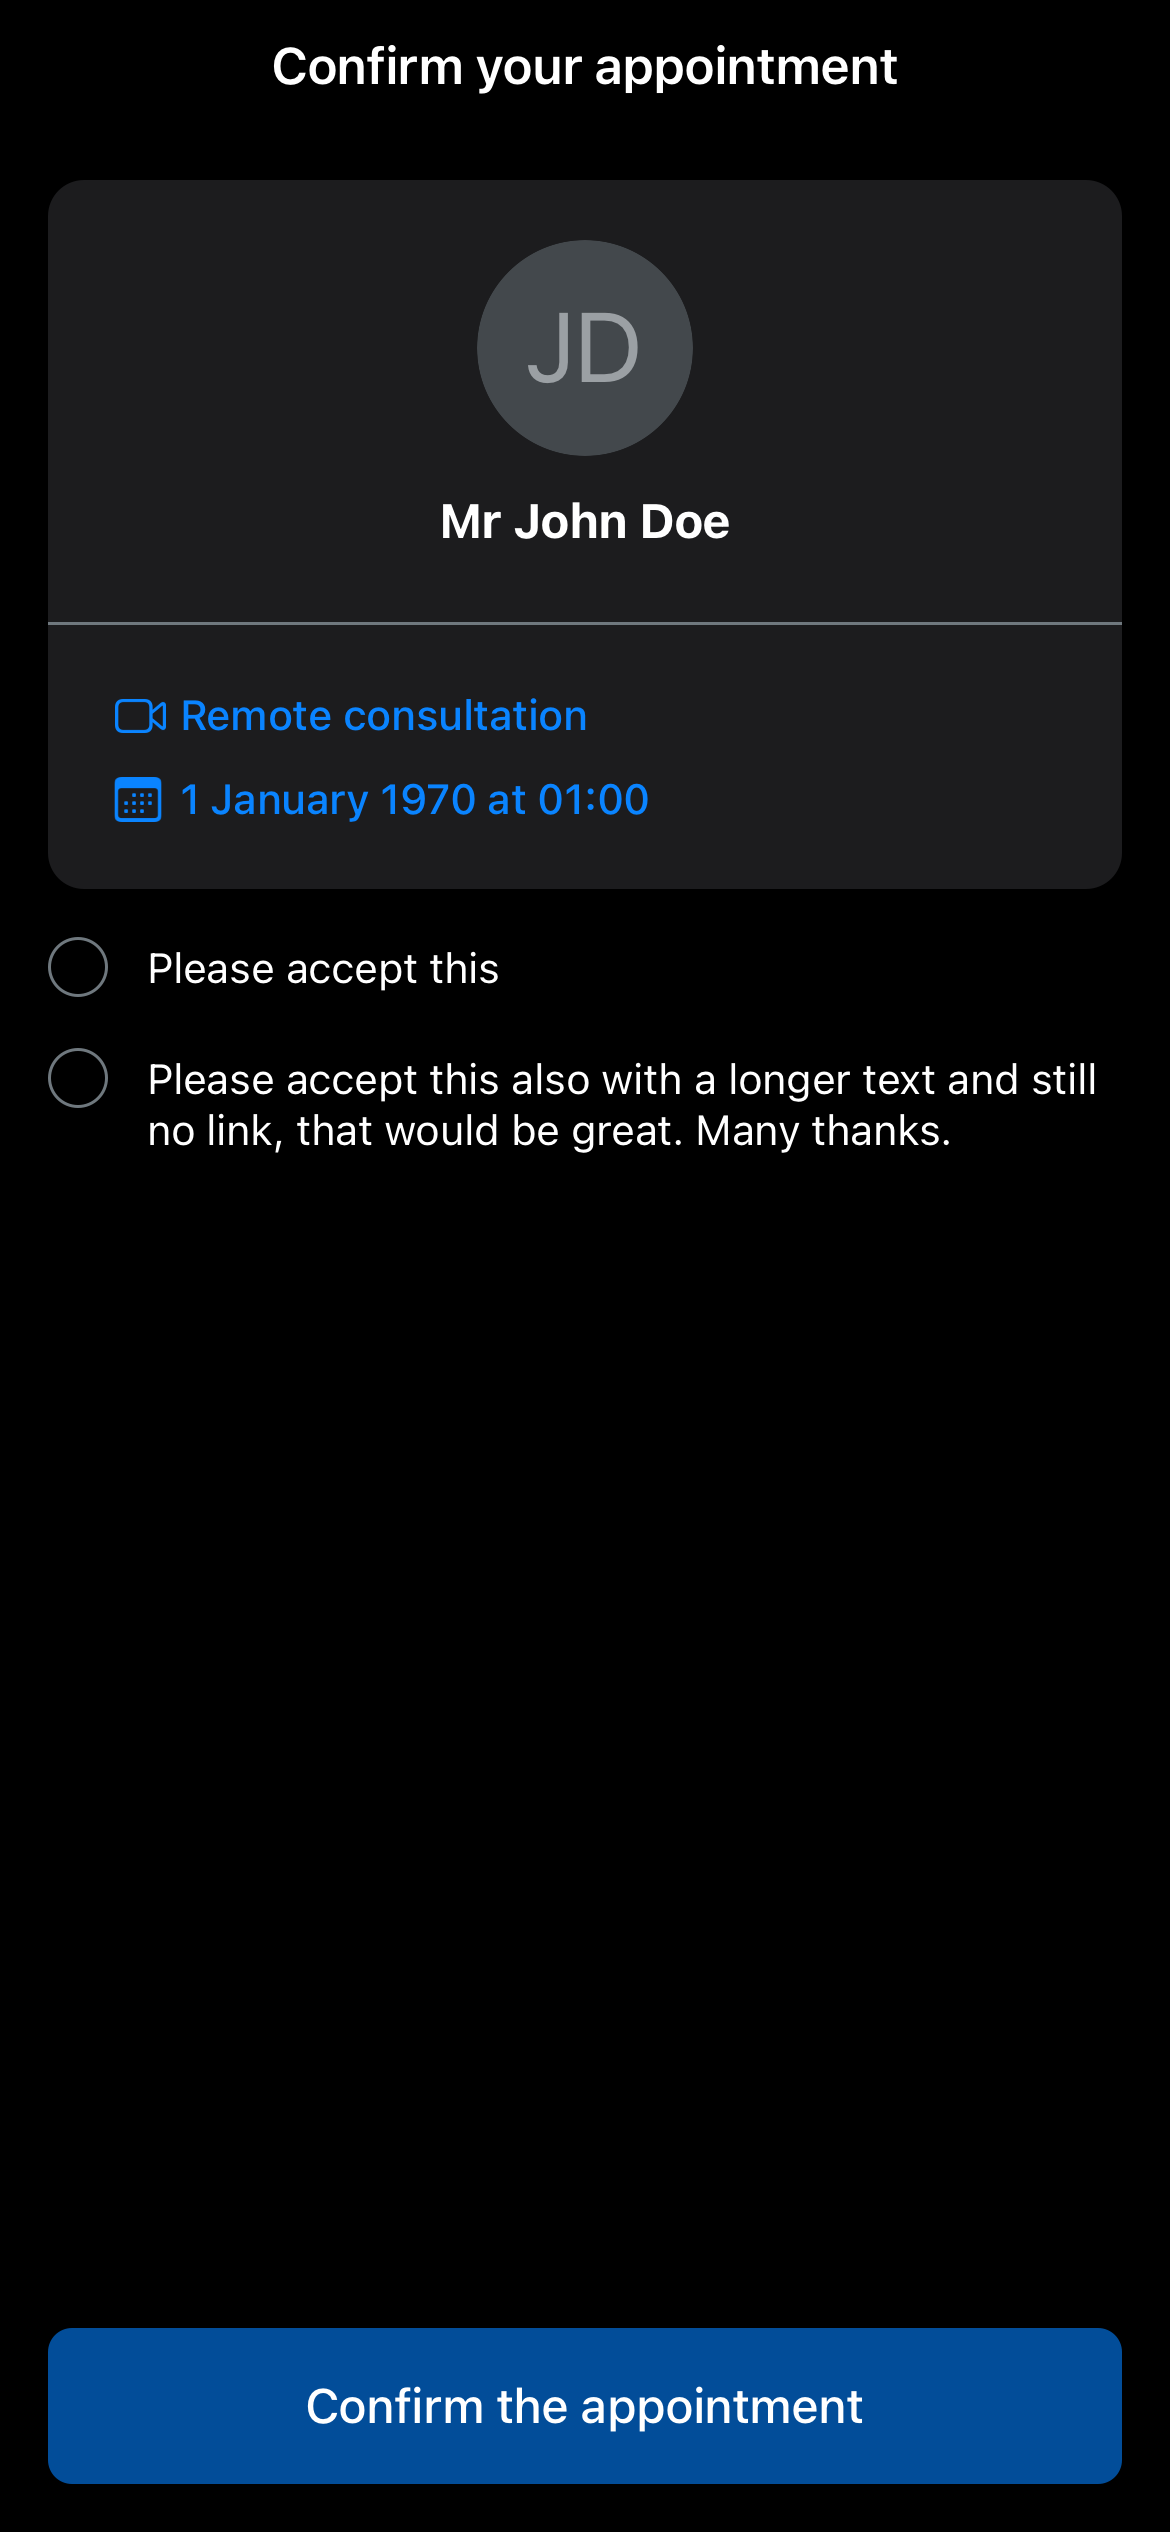 Confirm your appointment
JD
Mr John Doe
Remote consultation
1 January 1970 at 01:00
Please accept this
Please accept this also with a longer text and still
no link, that would be great. Many thanks.
Confirm the appointment